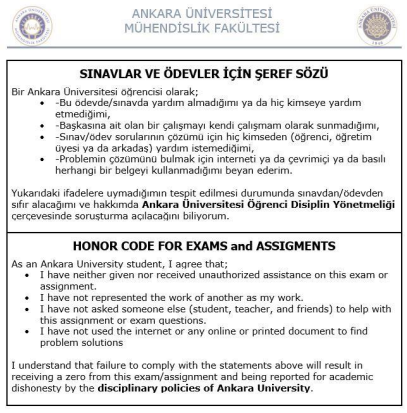 ANKARA ÜNİVERSİTESİ
MÜHENDİSLİK FAKÜLTESİ
SINAVLAR VE ÖDEVLER İÇİN ŞEREF SÖZÜ
Bir Ankara Üniversitesi öğrencisi olarak;
• -Bu ödevde/sınavda yardım almadığımı ya da hiç kimseye yardım
etmediğimi,
• -Başkasına ait olan bir çalışmayı kendi çalışmam olarak sunmadığımı,
• -Sınav/ödev sorularının çözümü için hiç kimseden (öğrenci, öğretim
üyesi ya da arkadaş) yardım istemediğimi,
• -Problemin çözümünü bulmak için interneti ya da çevrimiçi ya da basılı
herhangi bir belgeyi kullanmadığımı beyan ederim.
Yukarıdaki ifadelere uymadığımın tespit edilmesi durumunda sınavdan/ödevden
sıfır alacağımı ve hakkımda Ankara Üniversitesi Öğrenci Disiplin Yönetmeliği
çerçevesinde soruşturma açılacağını biliyorum.
HONOR CODE FOR EXAMS and ASSIGMENTS
As an Ankara University student, I agree that;
• I have neither given nor received unauthorized assistance on this exam or
assignment.
• I have not represented the work of another as my work.
• I have not asked someone else (student, teacher, and friends) to help with
this assignment or exam questions.
• I have not used the internet or any online or printed document to find
problem solutions
I understand that failure to comply with the statements above will result in
receiving a zero from this exam/assignment and being reported for academic
dishonesty by the disciplinary policies of Ankara University.